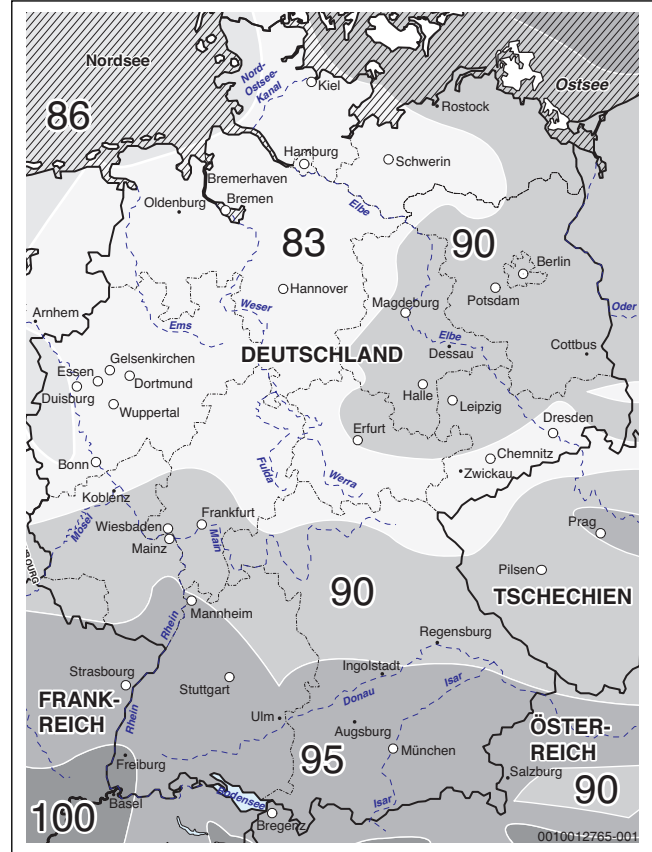 Nordsee
Nord-
Ostsee-
Kanal
Kiel
Ostsee
Rostock
86
Hamburg
Schwerin
Bremerhaven
Oldenburg
Bremen
Elbe
83
90
Berlin
Hannover
Potsdam
Weser
Magdeburg
Oder
Arnhem
Ems
Elbe
DEUTSCHLAND
Dessau
Cottbus
Gelsenkirchen
Essen
Dortmund
Duisburg
Halle
Leipzig
Wuppertal
Erfurt
Dresden
Chemnitz
Bonn
Fulda
Werra
Zwickau
Koblenz
Mosel
Wiesbaden
Frankfurt
Main
Mainz
Prag
BOURG
Pilsen
90
TSCHECHIEN
Mannheim
Rhein
Regensburg
Strasbourg
Stuttgart
Ingolstadt
Isar
Donau
FRANK-
REICH
Rhein
Ulm
Augsburg
ÖSTER-
REICH
München
95
Freiburg
Salzburg
90
Basel
Bodensee
Isar
100
Bregenz
0010012765-001